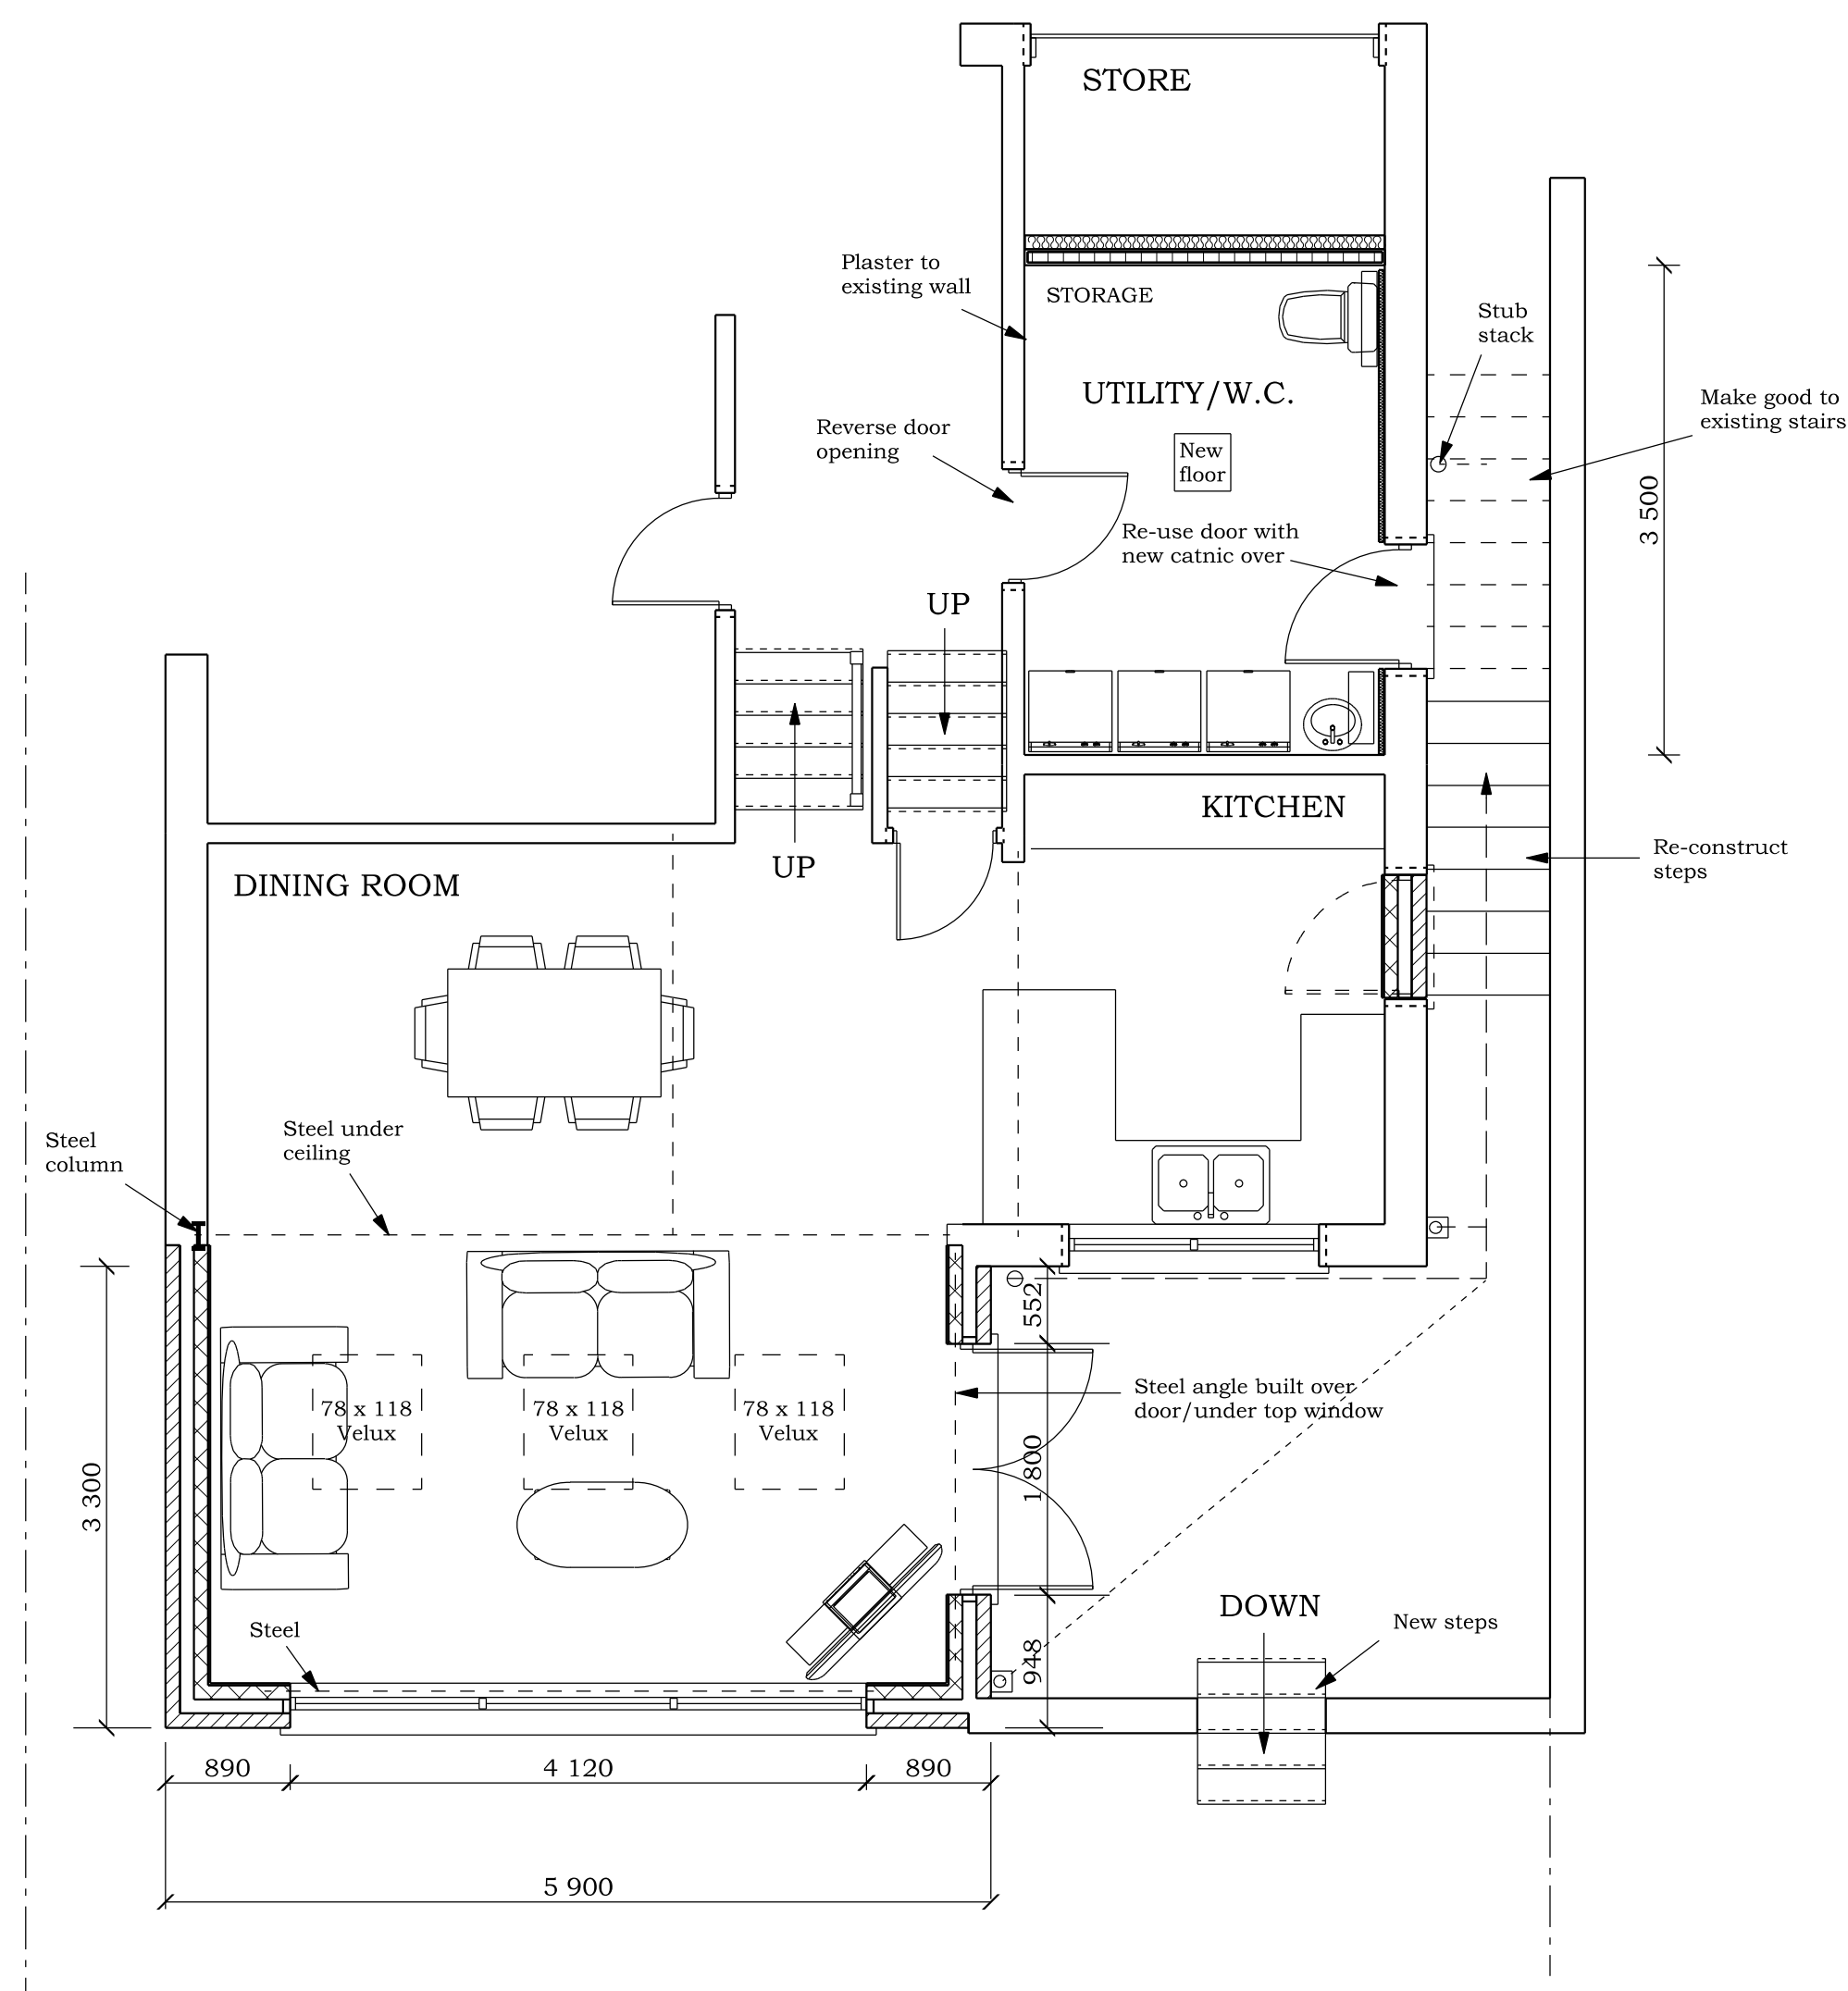 STORE
Plaster to
existing wall
STORAGE
Stub
stack
UTILITY/W.C.
Make good to
existing stairs
Reverse door
opening
New
floor
3 500
Re-use door with
new catnic over
UP
UP
KITCHEN
Re-construct
steps
DINING ROOM
Steel
column
Steel under
ceiling
552
Steel angle built over
door/under top window
78 x 118
Velux
78 x 118
Velux
78 x 118
Velux
1 800
3 300
DOWN
New steps
Steel
948
890
4 120
890
5 900